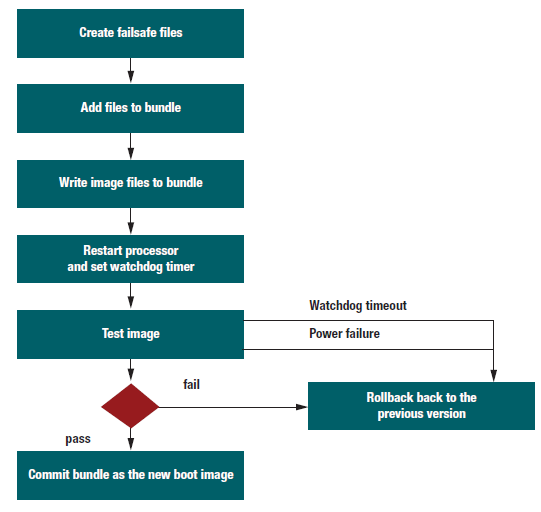 Create failsafe files
Add files to bundle
Write image files to bundle
Restart processor
and set watchdog timer
Test image
Watchdog timeout
Power failure
fail
Rollback back to the
previous version
pass
Commit bundle as the new boot image